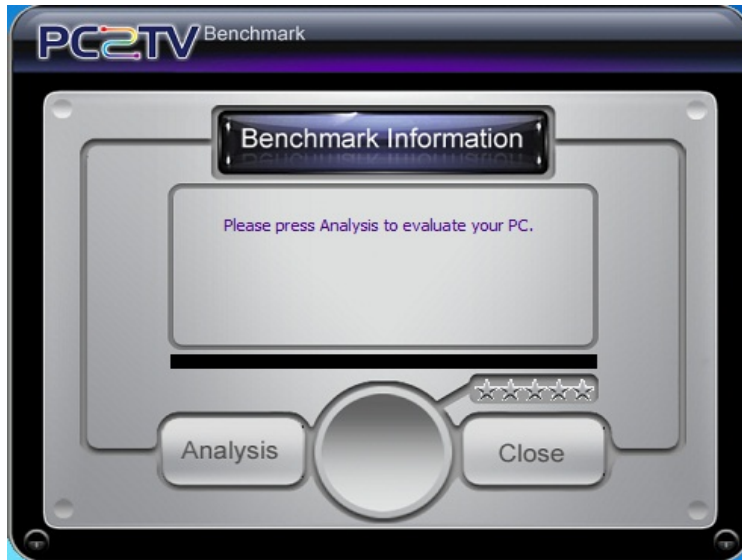 PC2TV Benchmark
Benchmark Information
Please press Analysis to evaluate your PC.
Analysis
Close